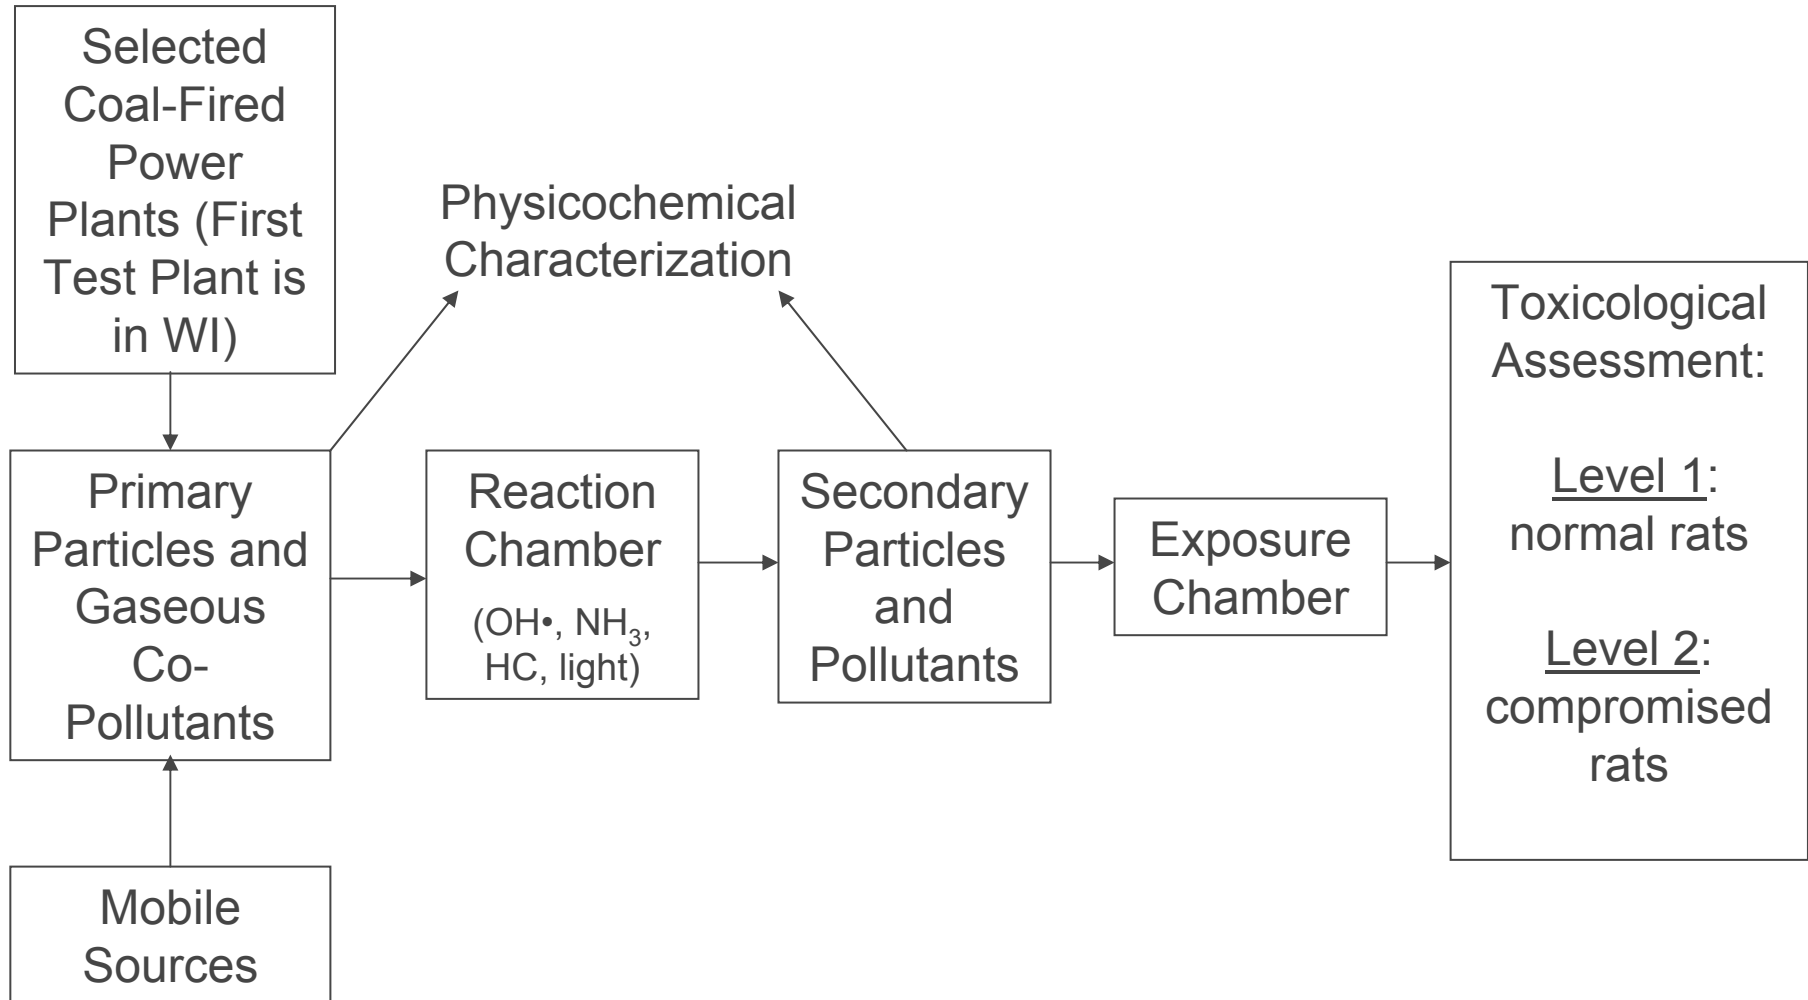 Selected
Coal-Fired
Power
Plants (First
Test Plant is
in WI)
Physicochemical
Characterization
Primary
Particles and
Gaseous
Co-
Pollutants
Reaction
Chamber
(OH•, NH₃,
HC, light)
Secondary
Particles
and
Pollutants
Exposure
Chamber
Toxicological
Assessment:
Level 1:
normal rats
Level 2:
compromised
rats
Mobile
Sources